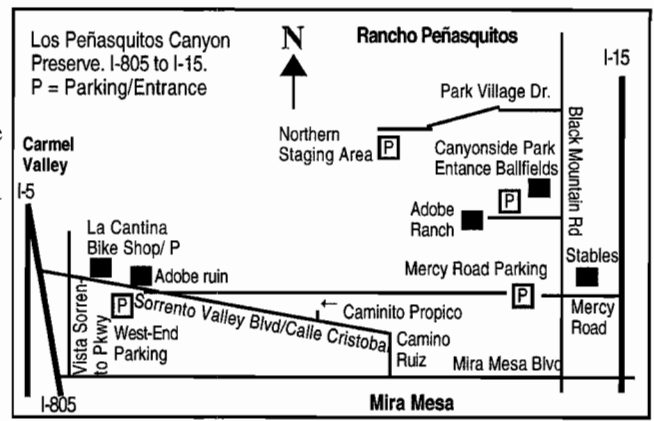 Los Peñasquitos Canyon
Preserve. I-805 to I-15.
P = Parking/Entrance
N
Rancho Peñasquitos
I-15
Park Village Dr.
Northern
Staging Area
P
Canyonside Park
Entance Ballfields
P
Black Mountain Rd
Carmel
Valley
I-5
Adobe
Ranch
La Cantina
Bike Shop/ P
Adobe ruin
Stables
Mercy Road Parking
P
Mercy
Road
Vista Sorren-
to Pkwy
P
West-End
Parking
Sorrento Valley Blvd/Calle Cristobal
← Caminito Propico
Camino
Ruiz
Mira Mesa Blvd
I-805
Mira Mesa